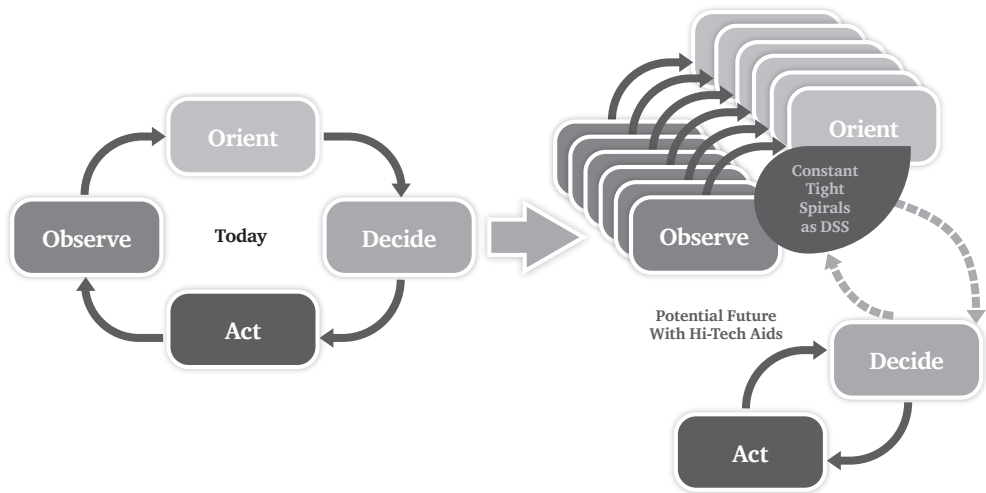 Orient
Observe
Today
Decide
Act
Orient
Constant
Tight
Spirals
as DSS
Observe
Potential Future
With Hi-Tech Aids
Decide
Act